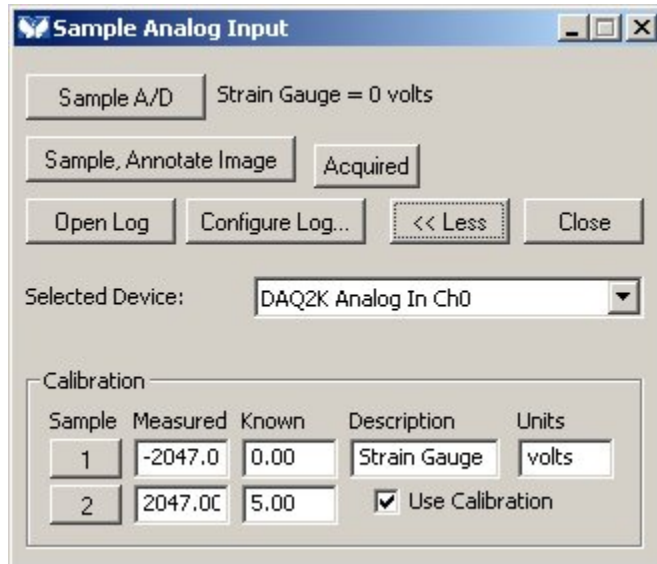 Sample Analog Input
Sample A/D Strain Gauge = 0 volts
Sample, Annotate Image Acquired
Open Log Configure Log... << Less Close
Selected Device: DAQ2K Analog In Ch0
Calibration
Sample Measured Known Description Units
1 -2047.0 0.00 Strain Gauge volts
2 2047.00 5.00 Use Calibration